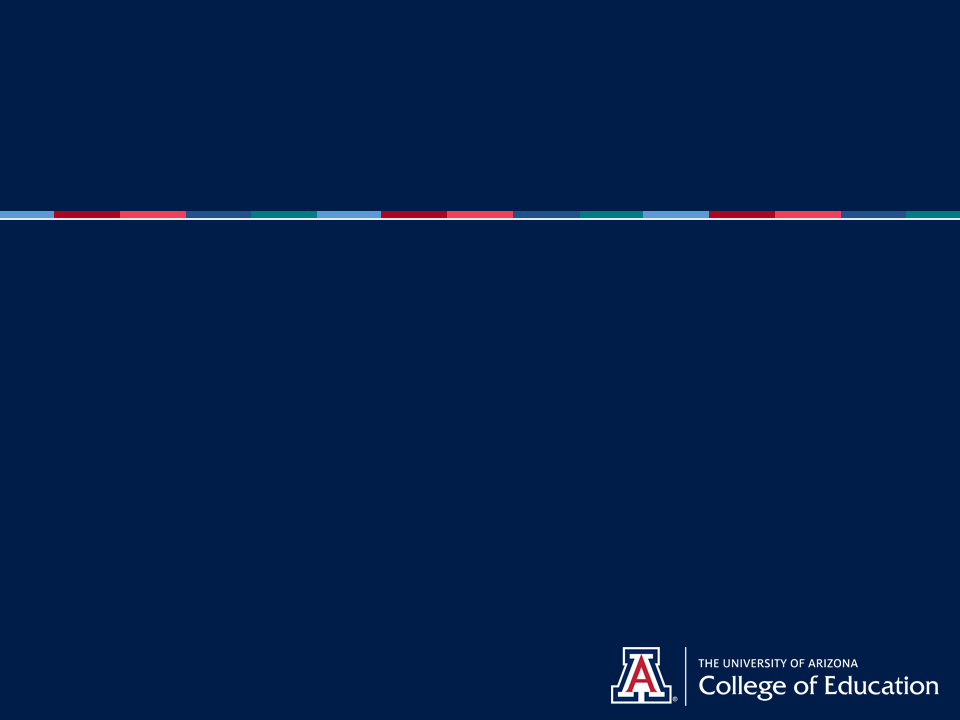 A®
THE UNIVERSITY OF ARIZONA
College of Education